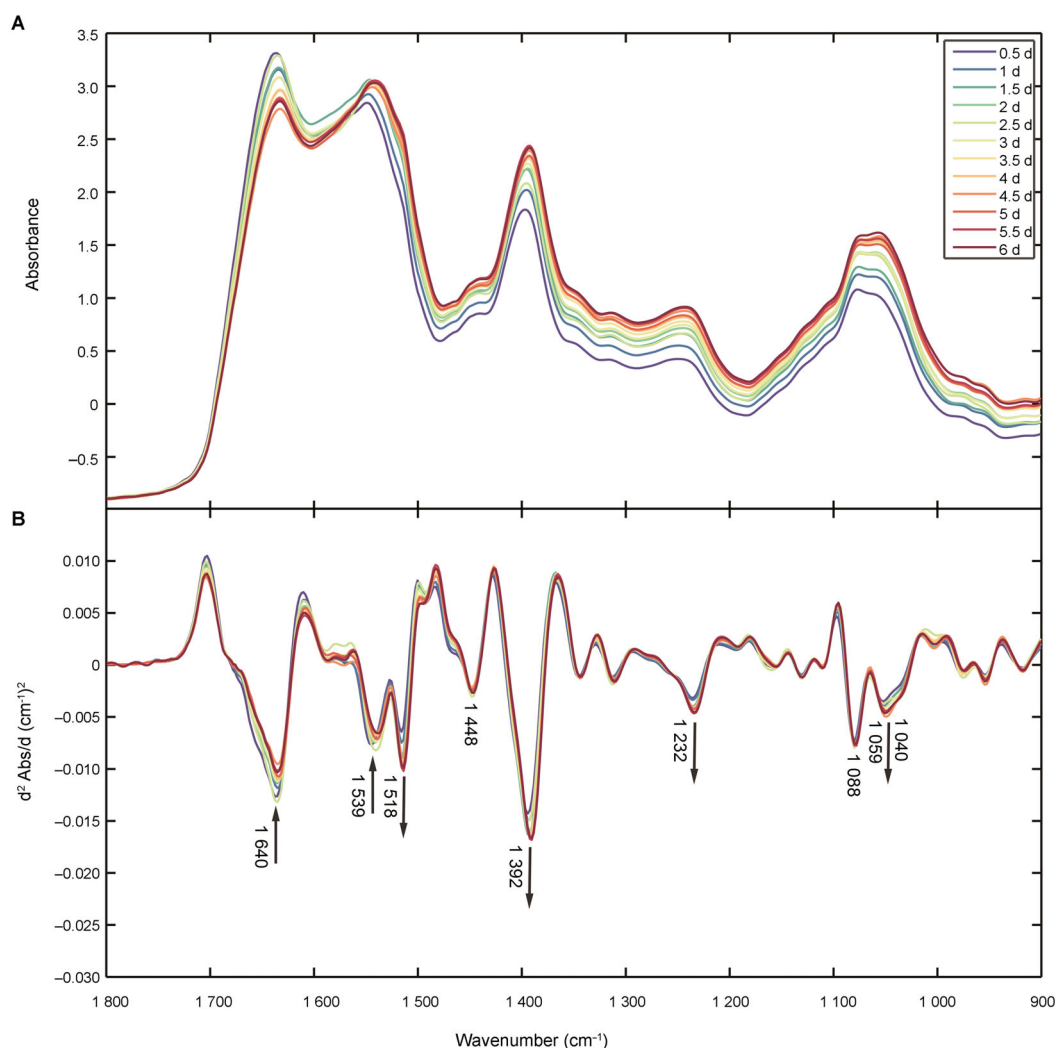 A
3.5
3.0
2.5
2.0
1.5
1.0
0.5
0
–0.5
Absorbance
0.5 d
1 d
1.5 d
2 d
2.5 d
3 d
3.5 d
4 d
4.5 d
5 d
5.5 d
6 d
B
0.010
0.005
0
–0.005
–0.010
–0.015
–0.020
–0.025
–0.030
d² Abs/d (cm⁻¹)²
1 640
1 539
1 518
1 448
1 392
1 232
1 088
1 059
1 040
1 800
1 700
1 600
1 500
1 400
1 300
1 200
1 100
1 000
900
Wavenumber (cm⁻¹)